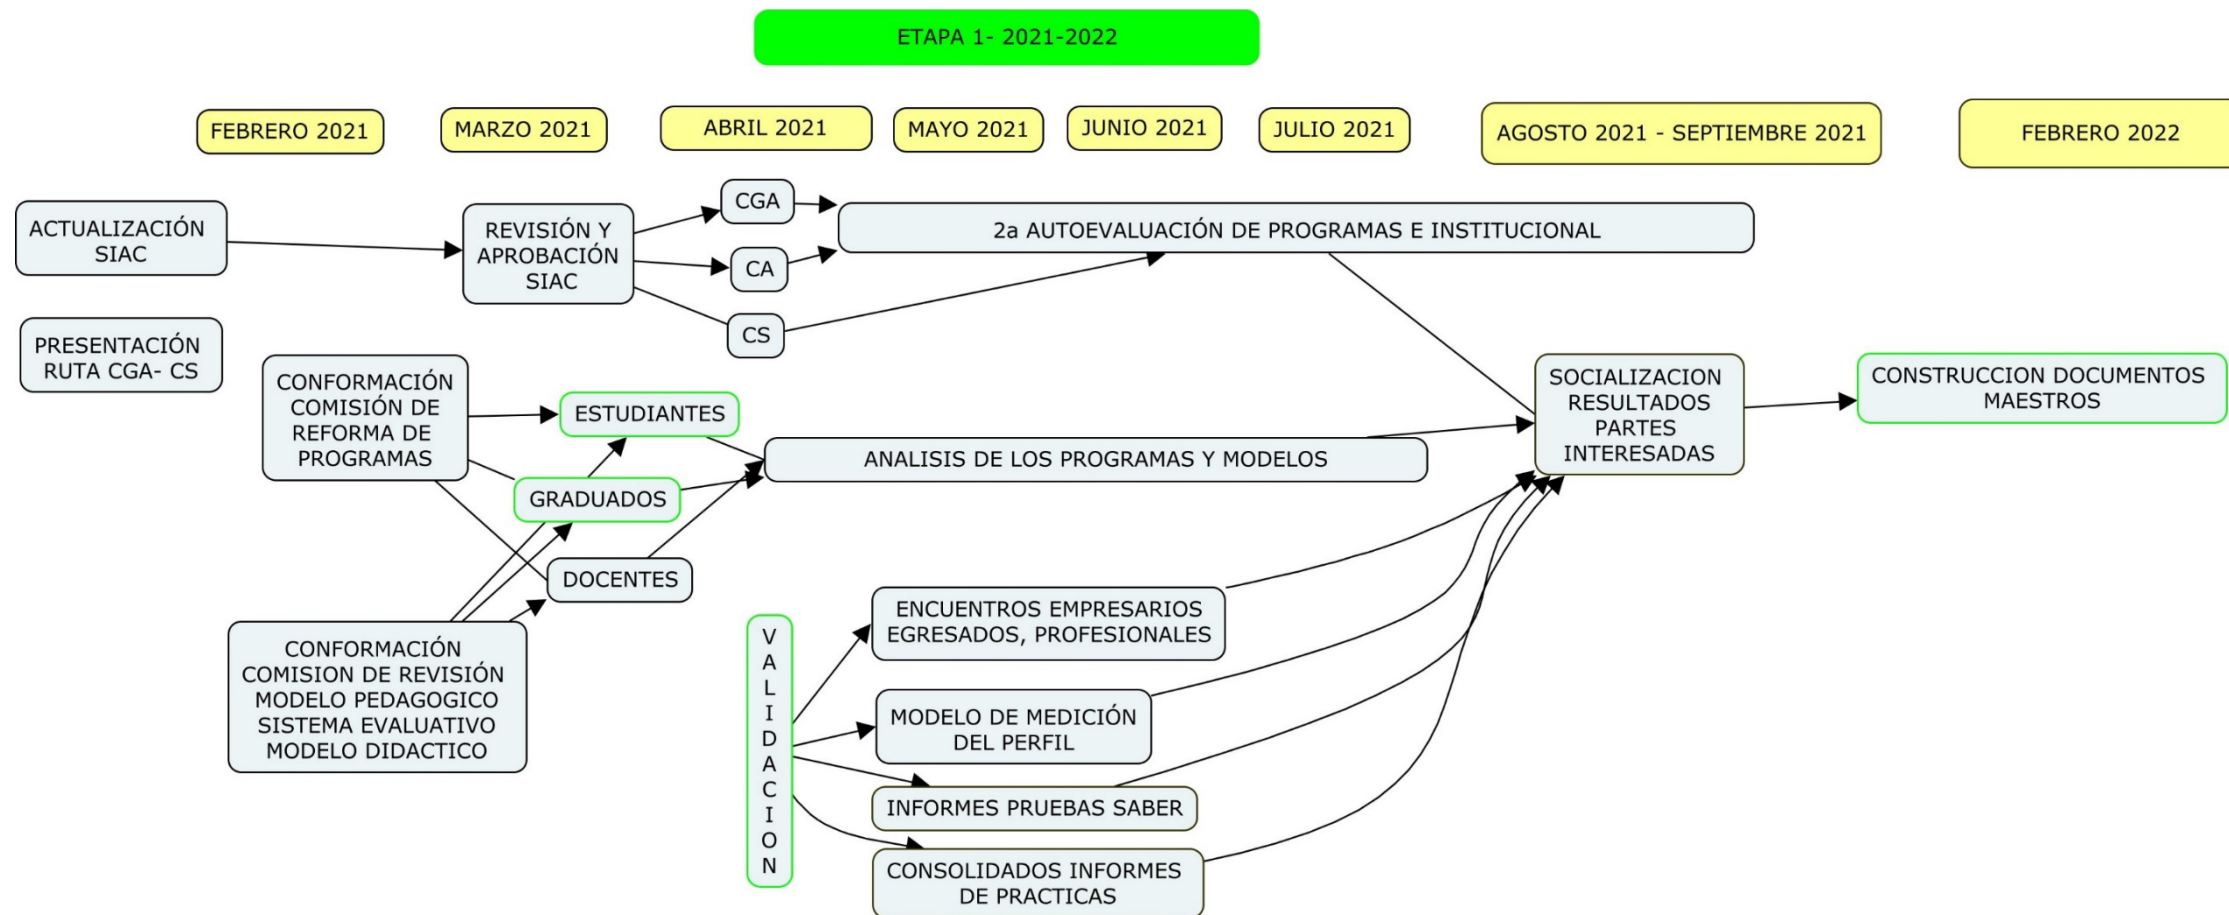 ETAPA 1- 2021-2022
FEBRERO 2021
MARZO 2021
ABRIL 2021
MAYO 2021
JUNIO 2021
JULIO 2021
AGOSTO 2021 - SEPTIEMBRE 2021
FEBRERO 2022
ACTUALIZACIÓN
SIAC
REVISIÓN Y
APROBACIÓN
SIAC
CGA
CA
CS
2a AUTOEVALUACIÓN DE PROGRAMAS E INSTITUCIONAL
PRESENTACIÓN
RUTA CGA- CS
CONFORMACIÓN
COMISIÓN DE
REFORMA DE
PROGRAMAS
ESTUDIANTES
GRADUADOS
DOCENTES
ANALISIS DE LOS PROGRAMAS Y MODELOS
SOCIALIZACION
RESULTADOS
PARTES
INTERESADAS
CONSTRUCCION DOCUMENTOS
MAESTROS
CONFORMACIÓN
COMISION DE REVISIÓN
MODELO PEDAGOGICO
SISTEMA EVALUATIVO
MODELO DIDACTICO
V
A
L
I
D
A
C
I
O
N
ENCUENTROS EMPRESARIOS
EGRESADOS, PROFESIONALES
MODELO DE MEDICIÓN
DEL PERFIL
INFORMES PRUEBAS SABER
CONSOLIDADOS INFORMES
DE PRACTICAS